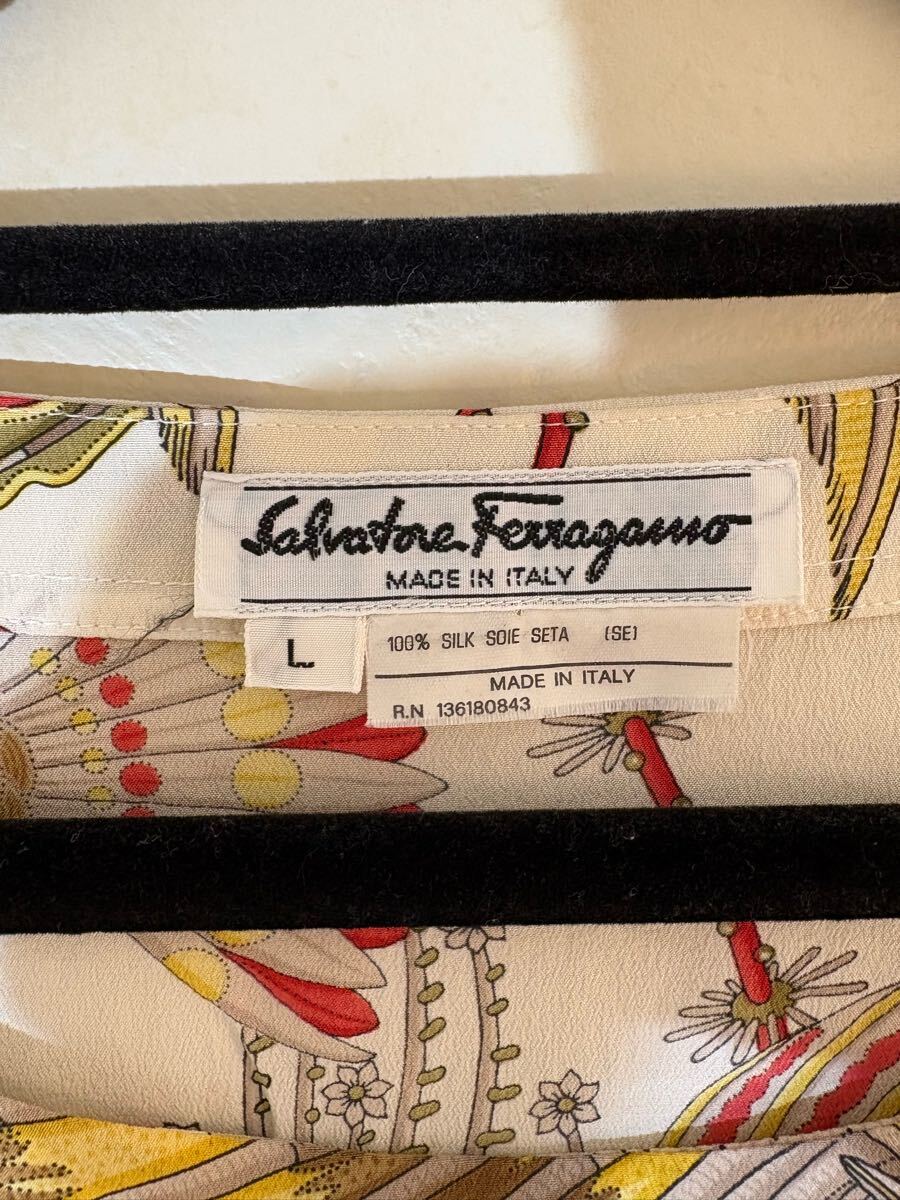 Salvatore Ferragamo
MADE IN ITALY
L
100% SILK SOIE SETA (SE)
MADE IN ITALY
R.N 136180843